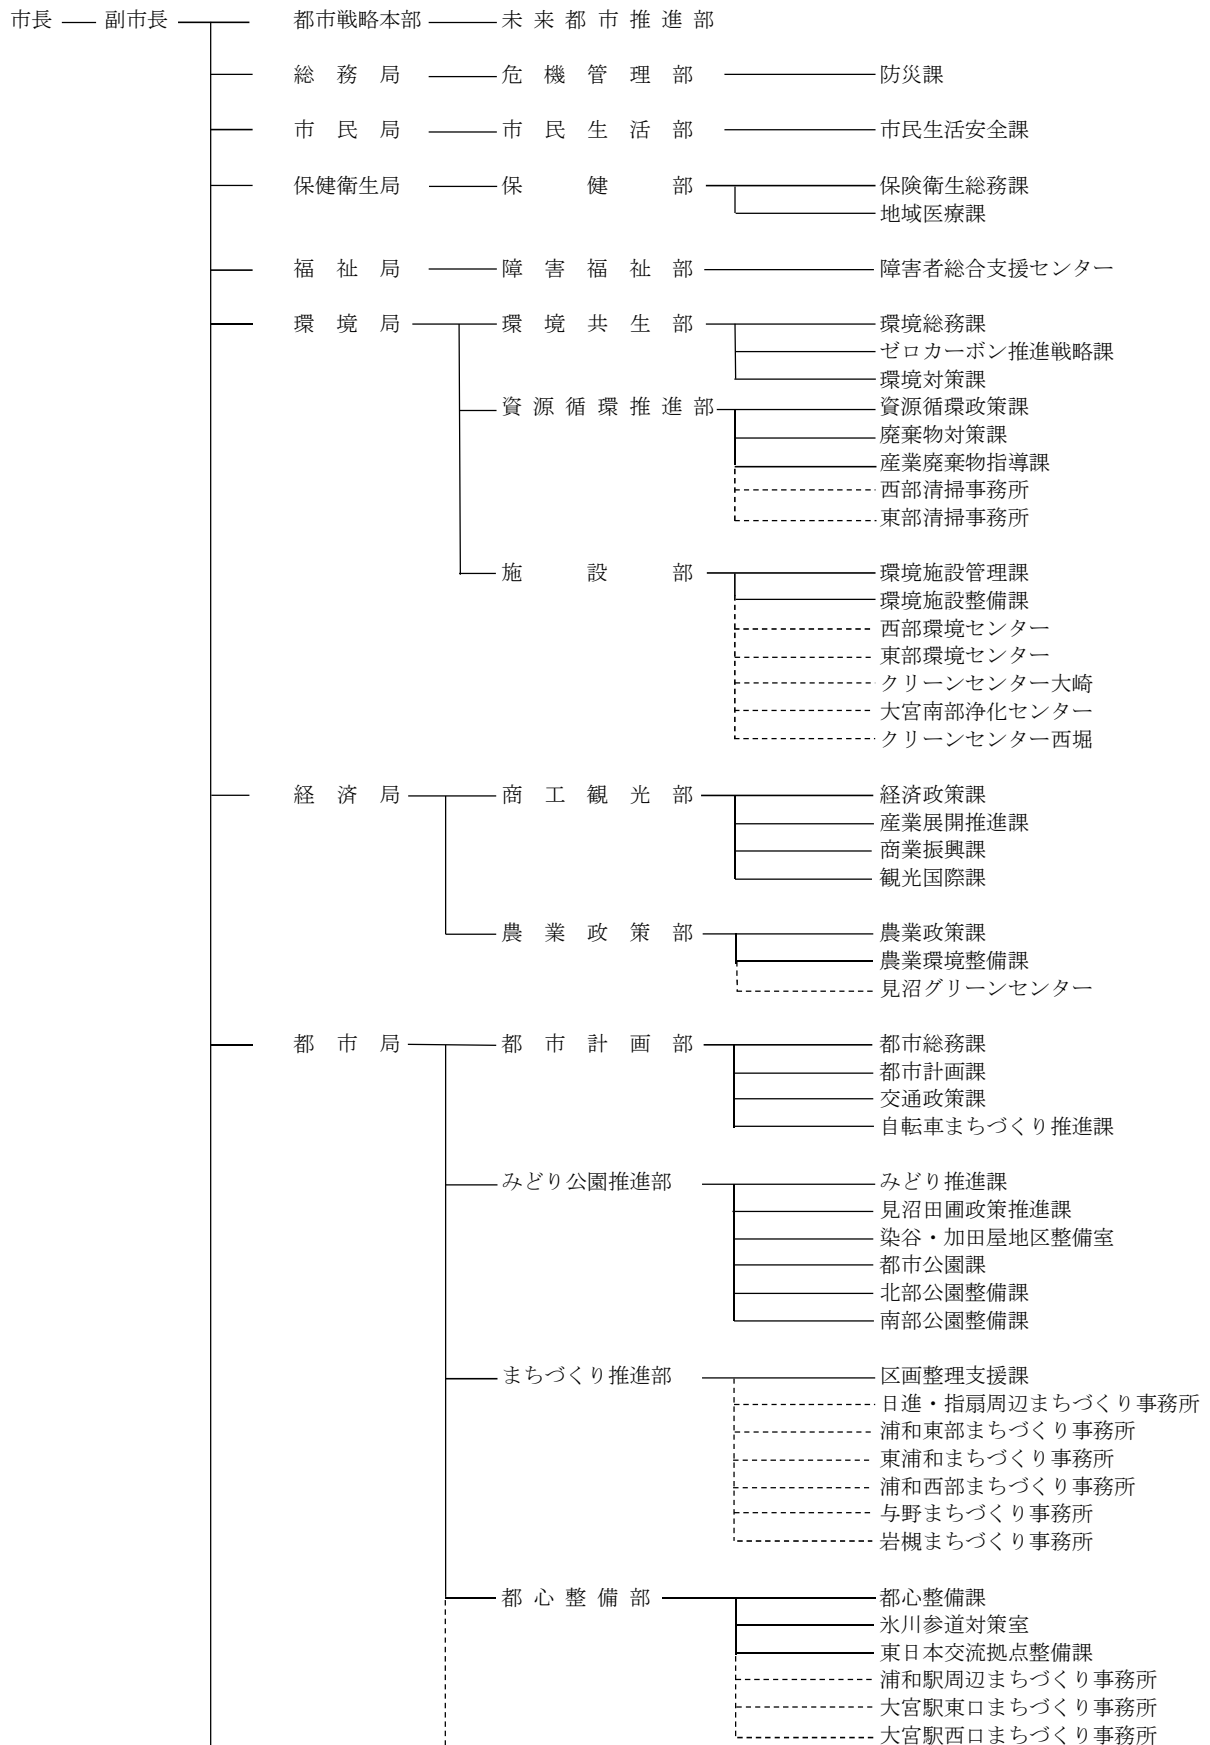 市長 副市長 都市戦略本部 未来都市推進部
総務局 危機管理部 防災課
市民局 市民生活部 市民生活安全課
保健衛生局 保健部 保険衛生総務課
地域医療課
福祉局 障害福祉部 障害者総合支援センター
環境局 環境共生部 環境総務課
ゼロカーボン推進戦略課
環境対策課
資源循環推進部 資源循環政策課
廃棄物対策課
産業廃棄物指導課
西部清掃事務所
東部清掃事務所
施設部 環境施設管理課
環境施設整備課
西部環境センター
東部環境センター
クリーンセンター大崎
大宮南部浄化センター
クリーンセンター西堀
経済局 商工観光部 経済政策課
産業展開推進課
商業振興課
観光国際課
農業政策部 農業政策課
農業環境整備課
見沼グリーンセンター
都市局 都市計画部 都市総務課
都市計画課
交通政策課
自転車まちづくり推進課
みどり公園推進部 みどり推進課
見沼田圃政策推進課
染谷・加田屋地区整備室
都市公園課
北部公園整備課
南部公園整備課
まちづくり推進部 区画整理支援課
日進・指扇周辺まちづくり事務所
浦和東部まちづくり事務所
東浦和まちづくり事務所
浦和西部まちづくり事務所
与野まちづくり事務所
岩槻まちづくり事務所
都心整備部 都心整備課
氷川参道対策室
東日本交流拠点整備課
浦和駅周辺まちづくり事務所
大宮駅東口まちづくり事務所
大宮駅西口まちづくり事務所